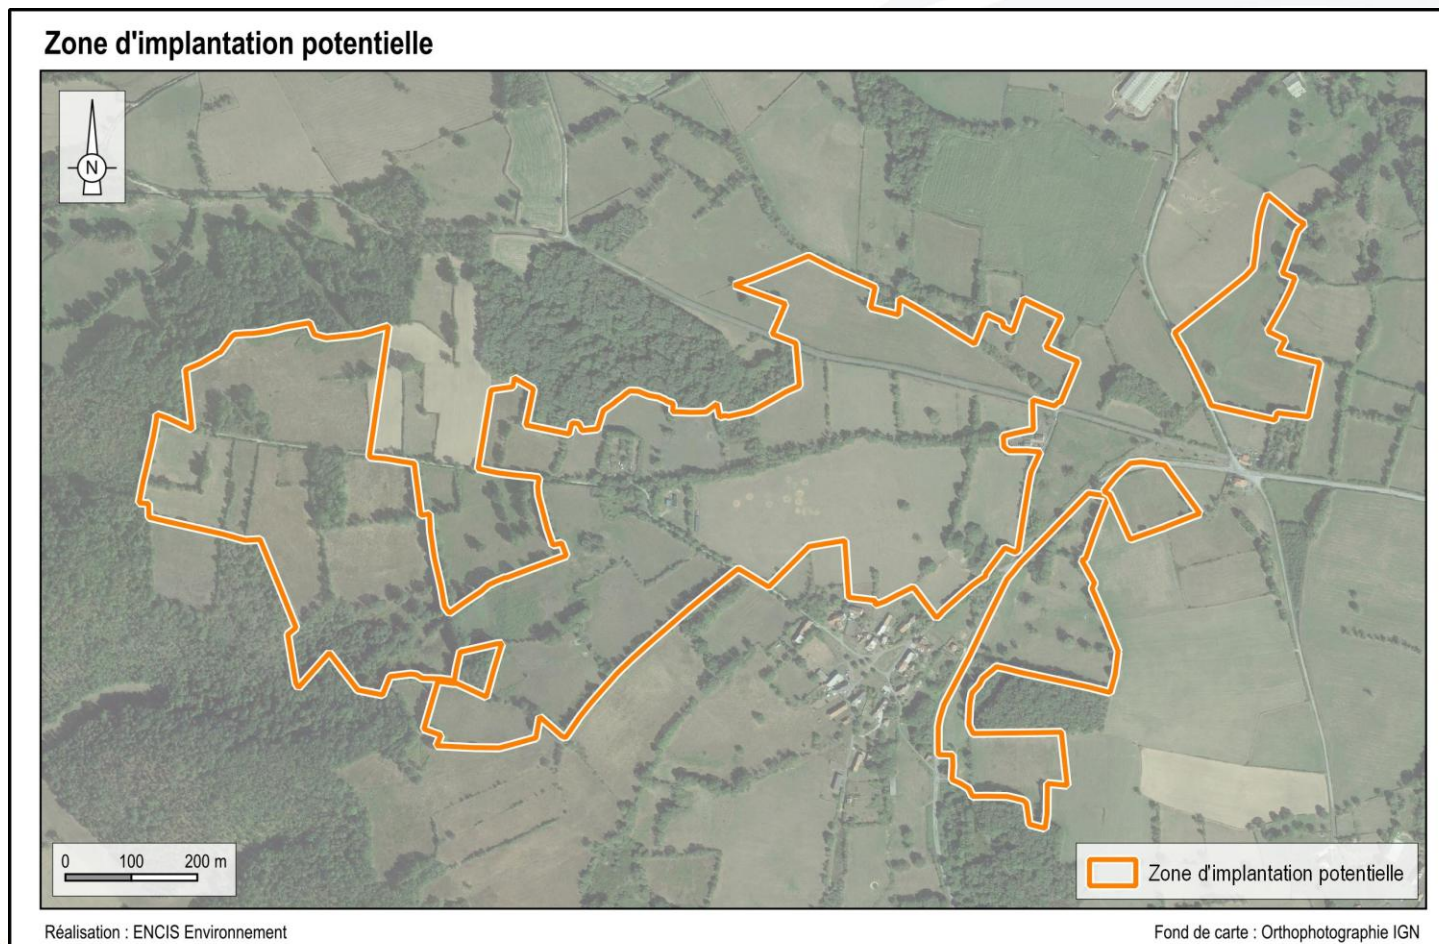 Zone d'implantation potentielle
N
0 100 200 m
Zone d'implantation potentielle
Réalisation : ENCIS Environnement
Fond de carte : Orthophotographie IGN